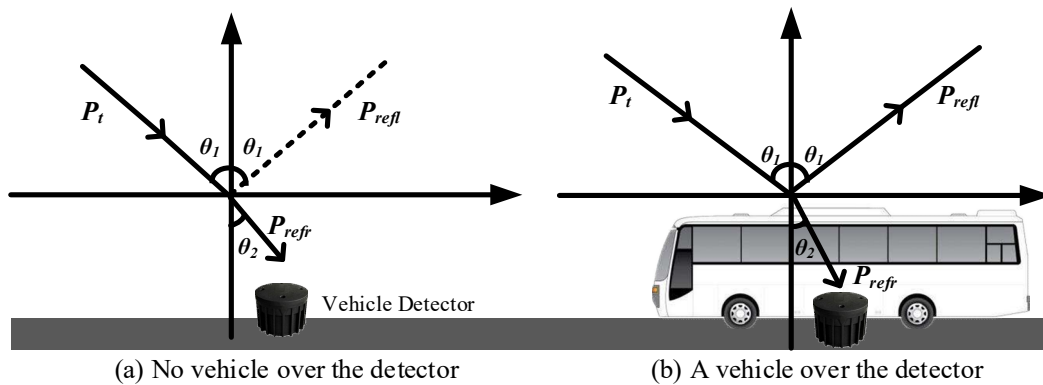 P_t
P_refl
θ_1 θ_1
P_refr
θ_2
Vehicle Detector
(a) No vehicle over the detector
P_t
P_refl
θ_1 θ_1
θ_2
P_refr
(b) A vehicle over the detector